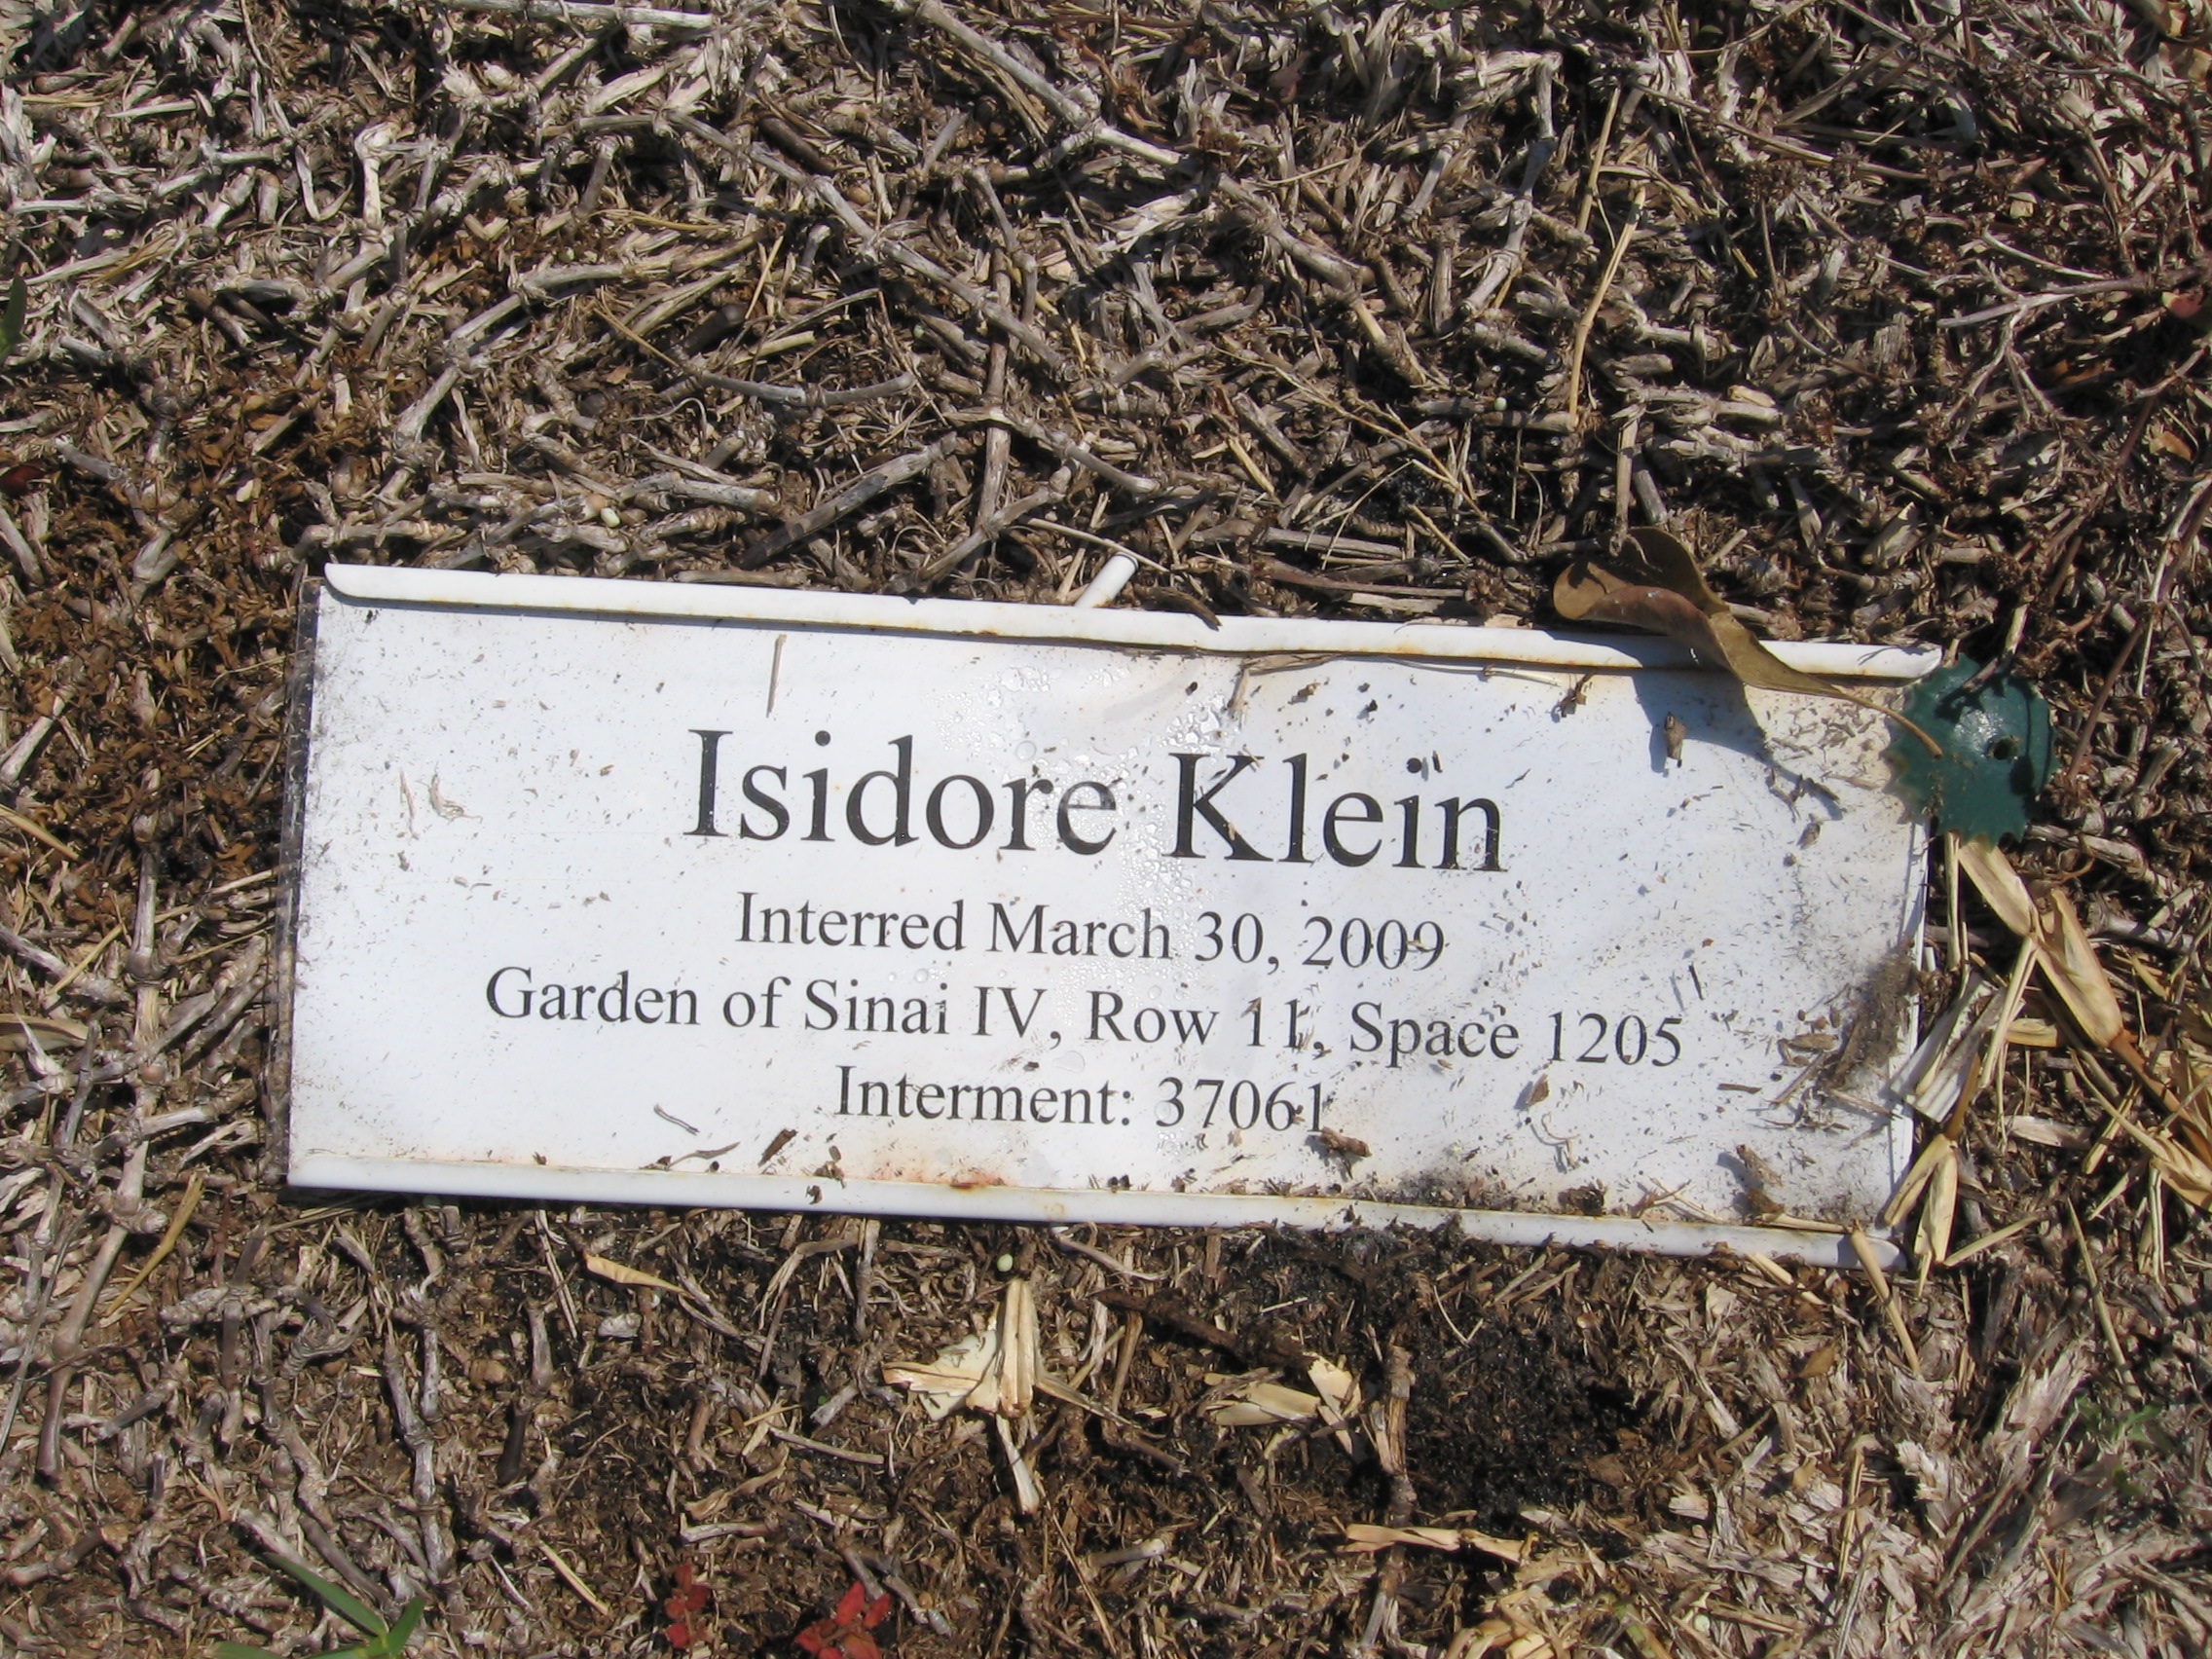 Isidore Klein
Interred March 30, 2009
Garden of Sinai IV, Row 11, Space 1205
Interment: 37061